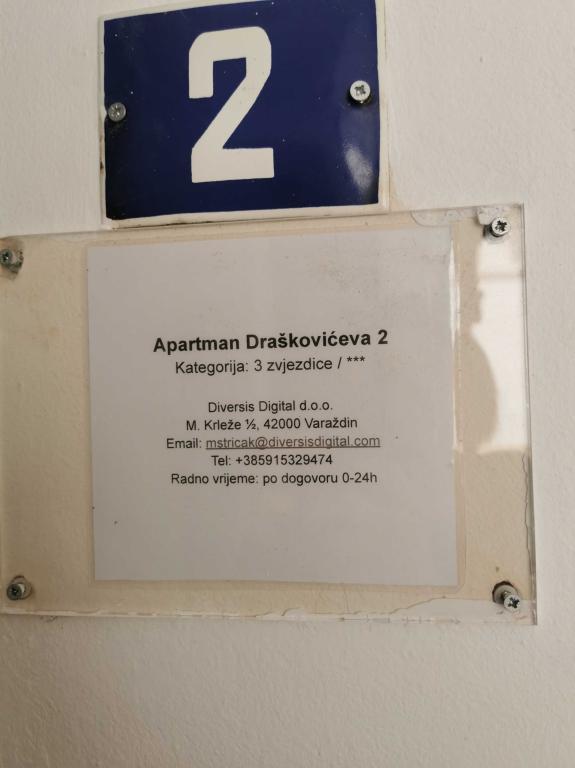 2
Apartman Draškovićeva 2
Kategorija: 3 zvjezdice / ***
Diversis Digital d.o.o.
M. Krleže ½, 42000 Varaždin
Email: mstricak@diversisdigital.com
Tel: +385915329474
Radno vrijeme: po dogovoru 0-24h